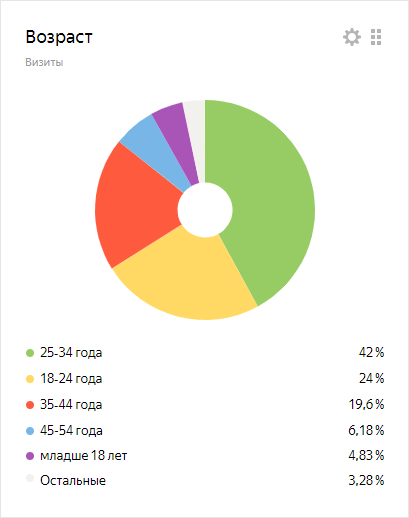 Возраст
Визиты
25-34 года 42 %
18-24 года 24 %
35-44 года 19,6 %
45-54 года 6,18 %
младше 18 лет 4,83 %
Остальные 3,28 %